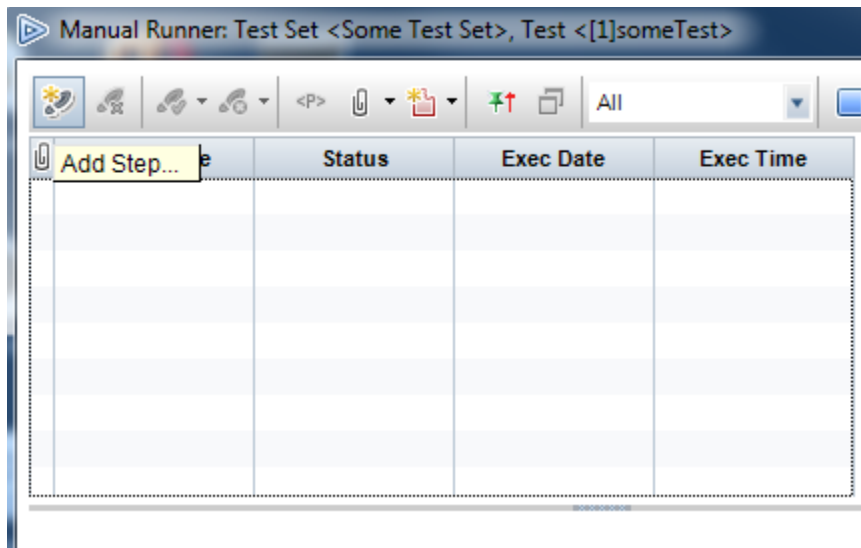 Manual Runner: Test Set <Some Test Set>, Test <[1]someTest>
<P> All
Add Step... e Status Exec Date Exec Time